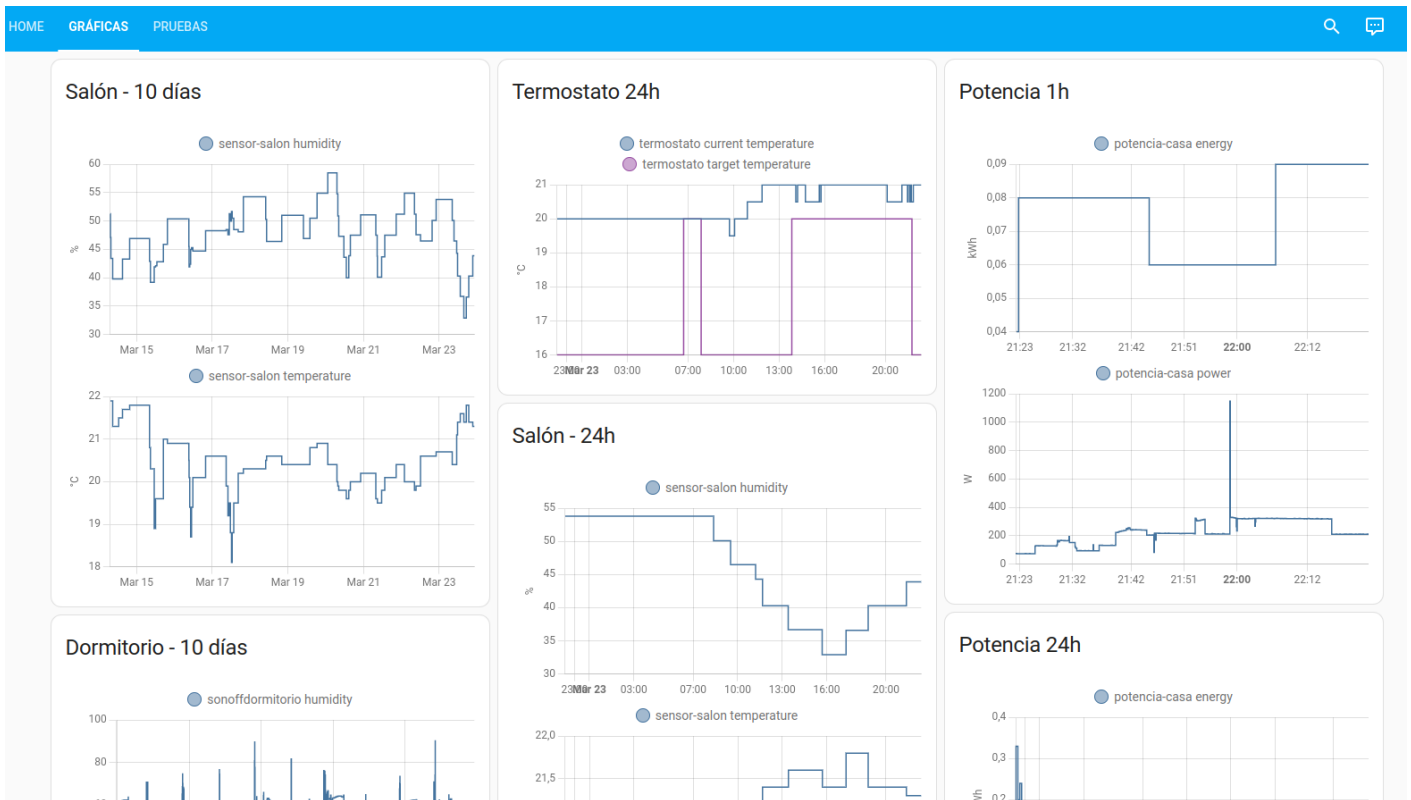 HOME GRÁFICAS PRUEBAS
Salón - 10 días
sensor-salon humidity
60
55
50
45
40
35
30
%
Mar 15 Mar 17 Mar 19 Mar 21 Mar 23
sensor-salon temperature
22
21
20
19
18
°C
Mar 15 Mar 17 Mar 19 Mar 21 Mar 23
Dormitorio - 10 días
sonoffdormitorio humidity
100
80
Termostato 24h
termostato current temperature
termostato target temperature
21
20
19
18
17
16
°C
Mar 23 03:00 07:00 10:00 13:00 16:00 20:00
Salón - 24h
sensor-salon humidity
55
50
45
40
35
30
%
Mar 23 03:00 07:00 10:00 13:00 16:00 20:00
sensor-salon temperature
22,0
21,5
Potencia 1h
potencia-casa energy
0,09
0,08
0,07
0,06
0,05
0,04
kWh
21:23 21:32 21:42 21:51 22:00 22:12
potencia-casa power
1200
1000
800
600
400
200
0
W
21:23 21:32 21:42 21:51 22:00 22:12
Potencia 24h
potencia-casa energy
0,4
0,3
0,2